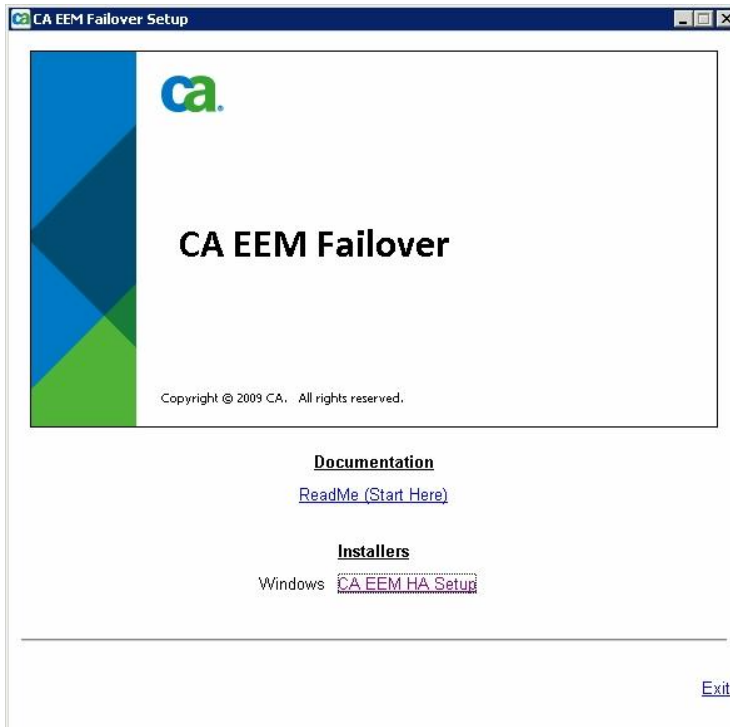 CA EEM Failover Setup
ca.
CA EEM Failover
Copyright © 2009 CA. All rights reserved.
Documentation
ReadMe (Start Here)
Installers
Windows CA EEM HA Setup
Exit